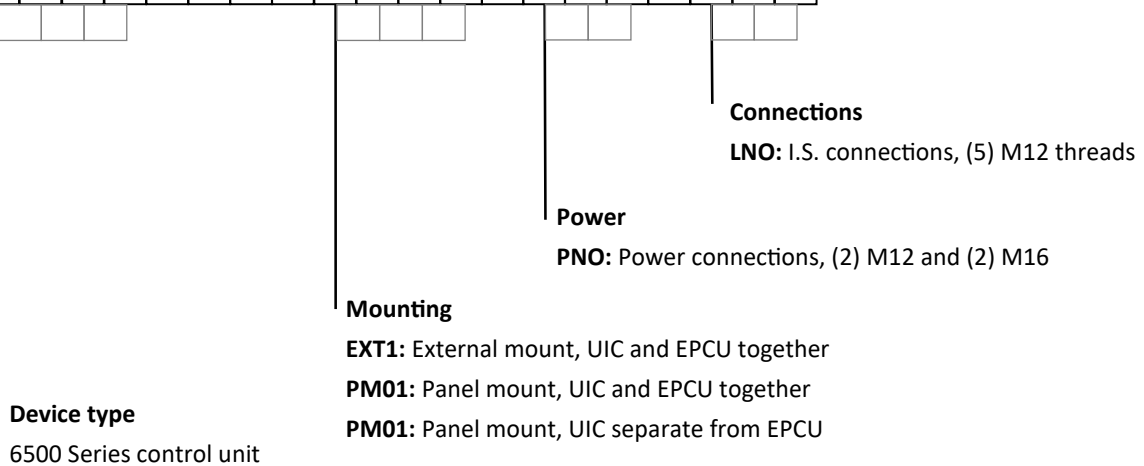 Connections
LNO: I.S. connections, (5) M12 threads
Power
PNO: Power connections, (2) M12 and (2) M16
Mounting
EXT1: External mount, UIC and EPCU together
PM01: Panel mount, UIC and EPCU together
PM01: Panel mount, UIC separate from EPCU
Device type
6500 Series control unit